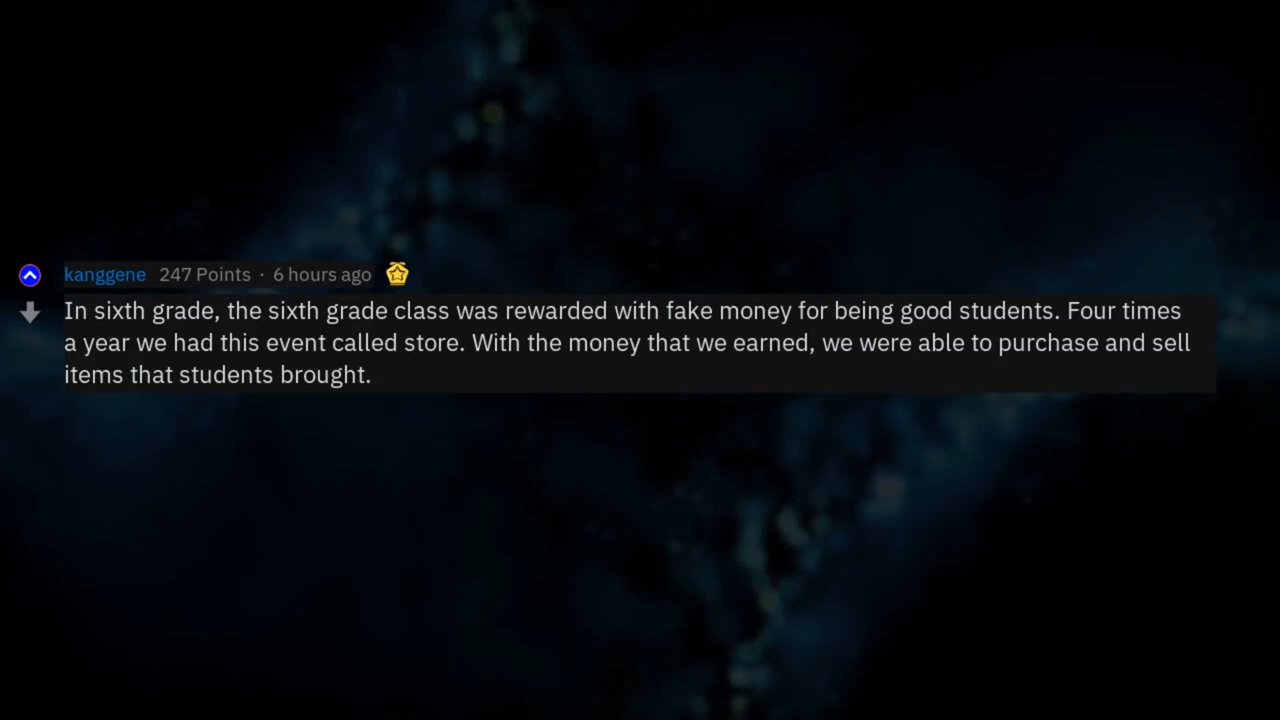 kanggene 247 Points · 6 hours ago
In sixth grade, the sixth grade class was rewarded with fake money for being good students. Four times
a year we had this event called store. With the money that we earned, we were able to purchase and sell
items that students brought.